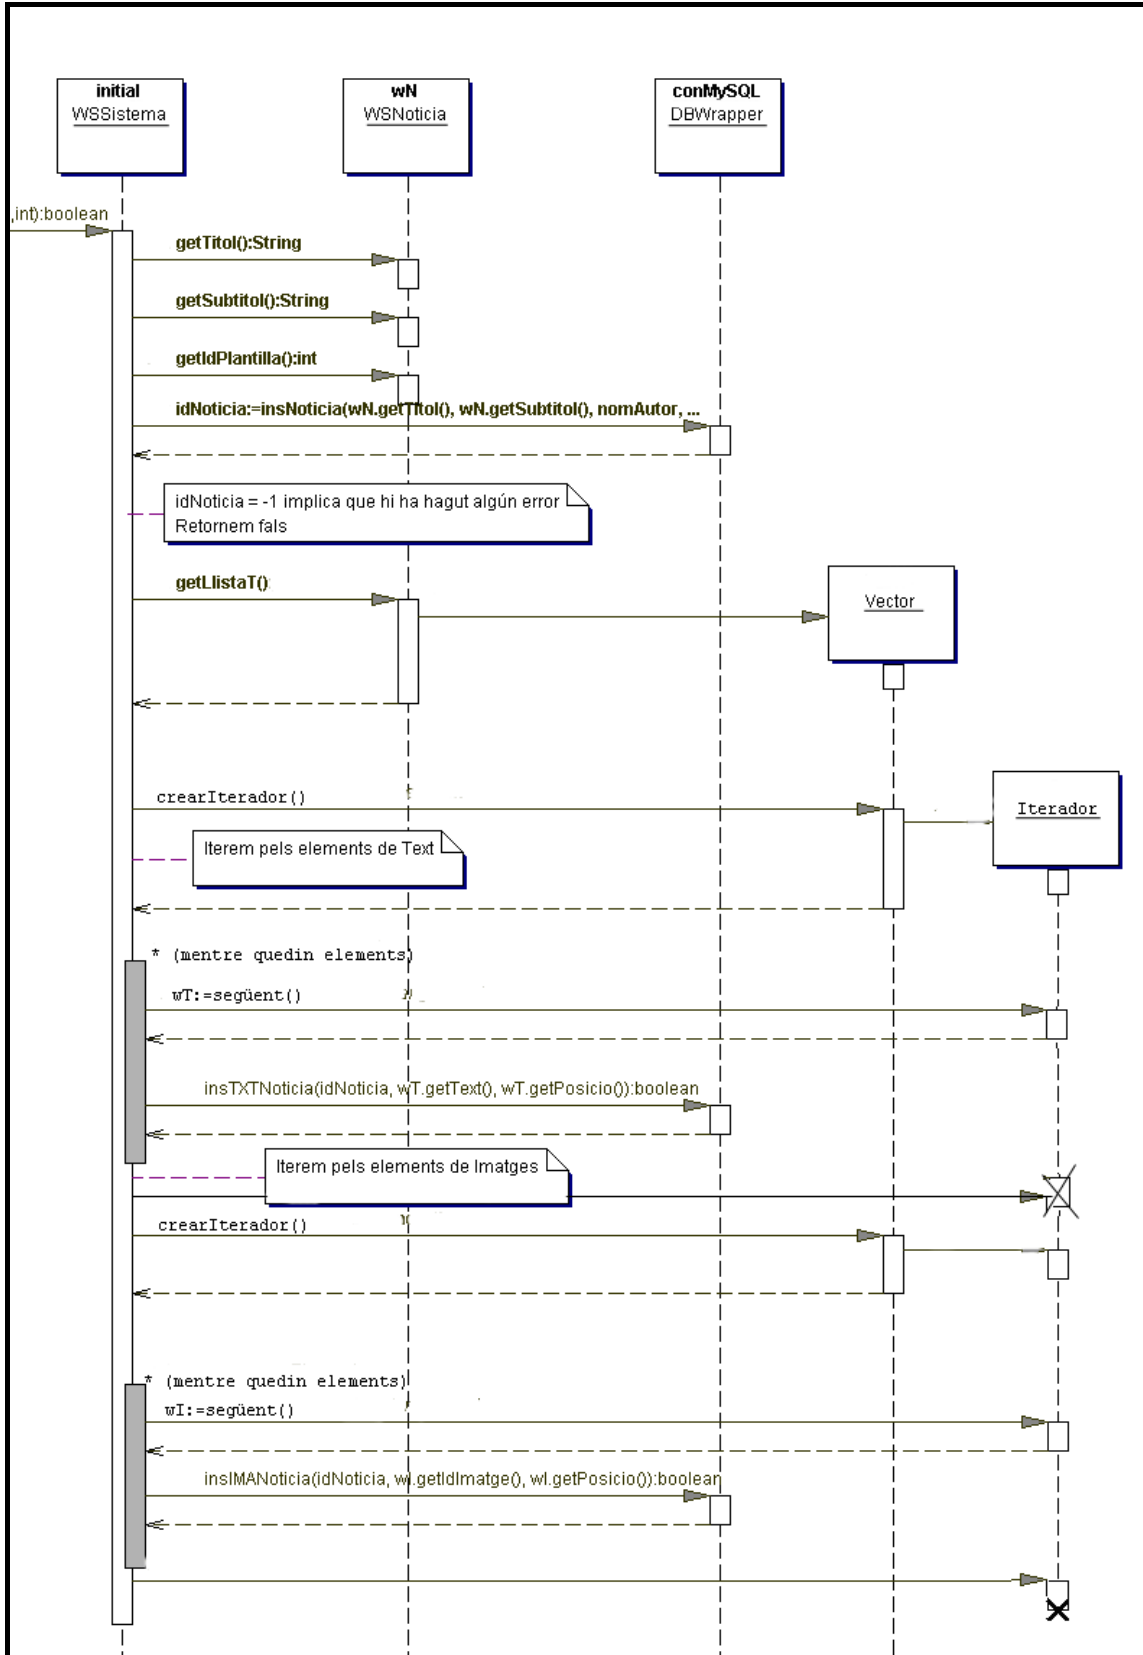 initial
WSSistema
wN
WSNoticia
conMySQL
DBWrapper
,int):boolean
getTitol():String
getSubtitol():String
getIdPlantilla():int
idNoticia:=insNoticia(wN.getTitol(), wN.getSubtitol(), nomAutor, ...
idNoticia = -1 implica que hi ha hagut algún error
Retornem fals
getLlistaT()
Vector
crearIterador()
Iterador
Iterem pels elements de Text
* (mentre quedin elements)
wT:=següent()
insTXTNoticia(idNoticia, wT.getText(), wT.getPosicio()):boolean
Iterem pels elements de Imatges
crearIterador()
* (mentre quedin elements)
wI:=següent()
insIMANoticia(idNoticia, wI.getIdImatge(), wI.getPosicio()):boolean